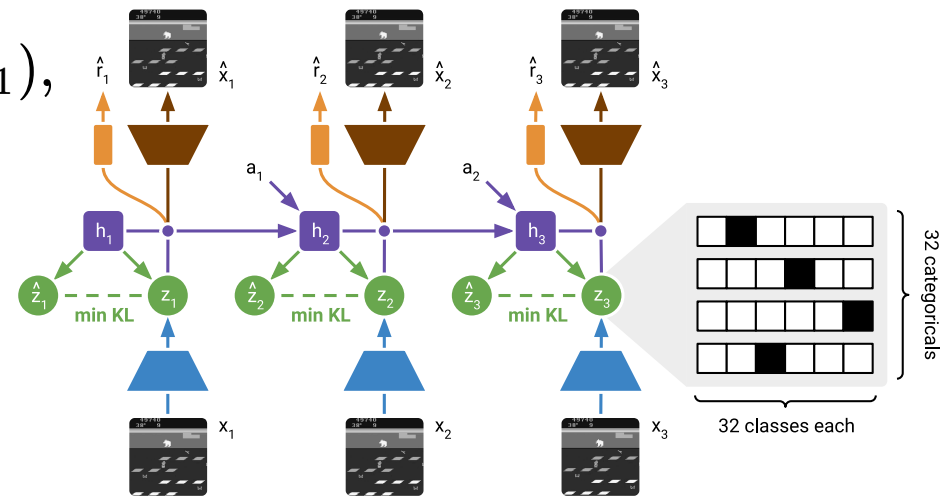 1),
r̂1
x̂1
r̂2
x̂2
r̂3
x̂3
a1
a2
h1
h2
h3
ẑ1
z1
ẑ2
z2
ẑ3
z3
min KL
min KL
min KL
32 categoricals
32 classes each
x1
x2
x3